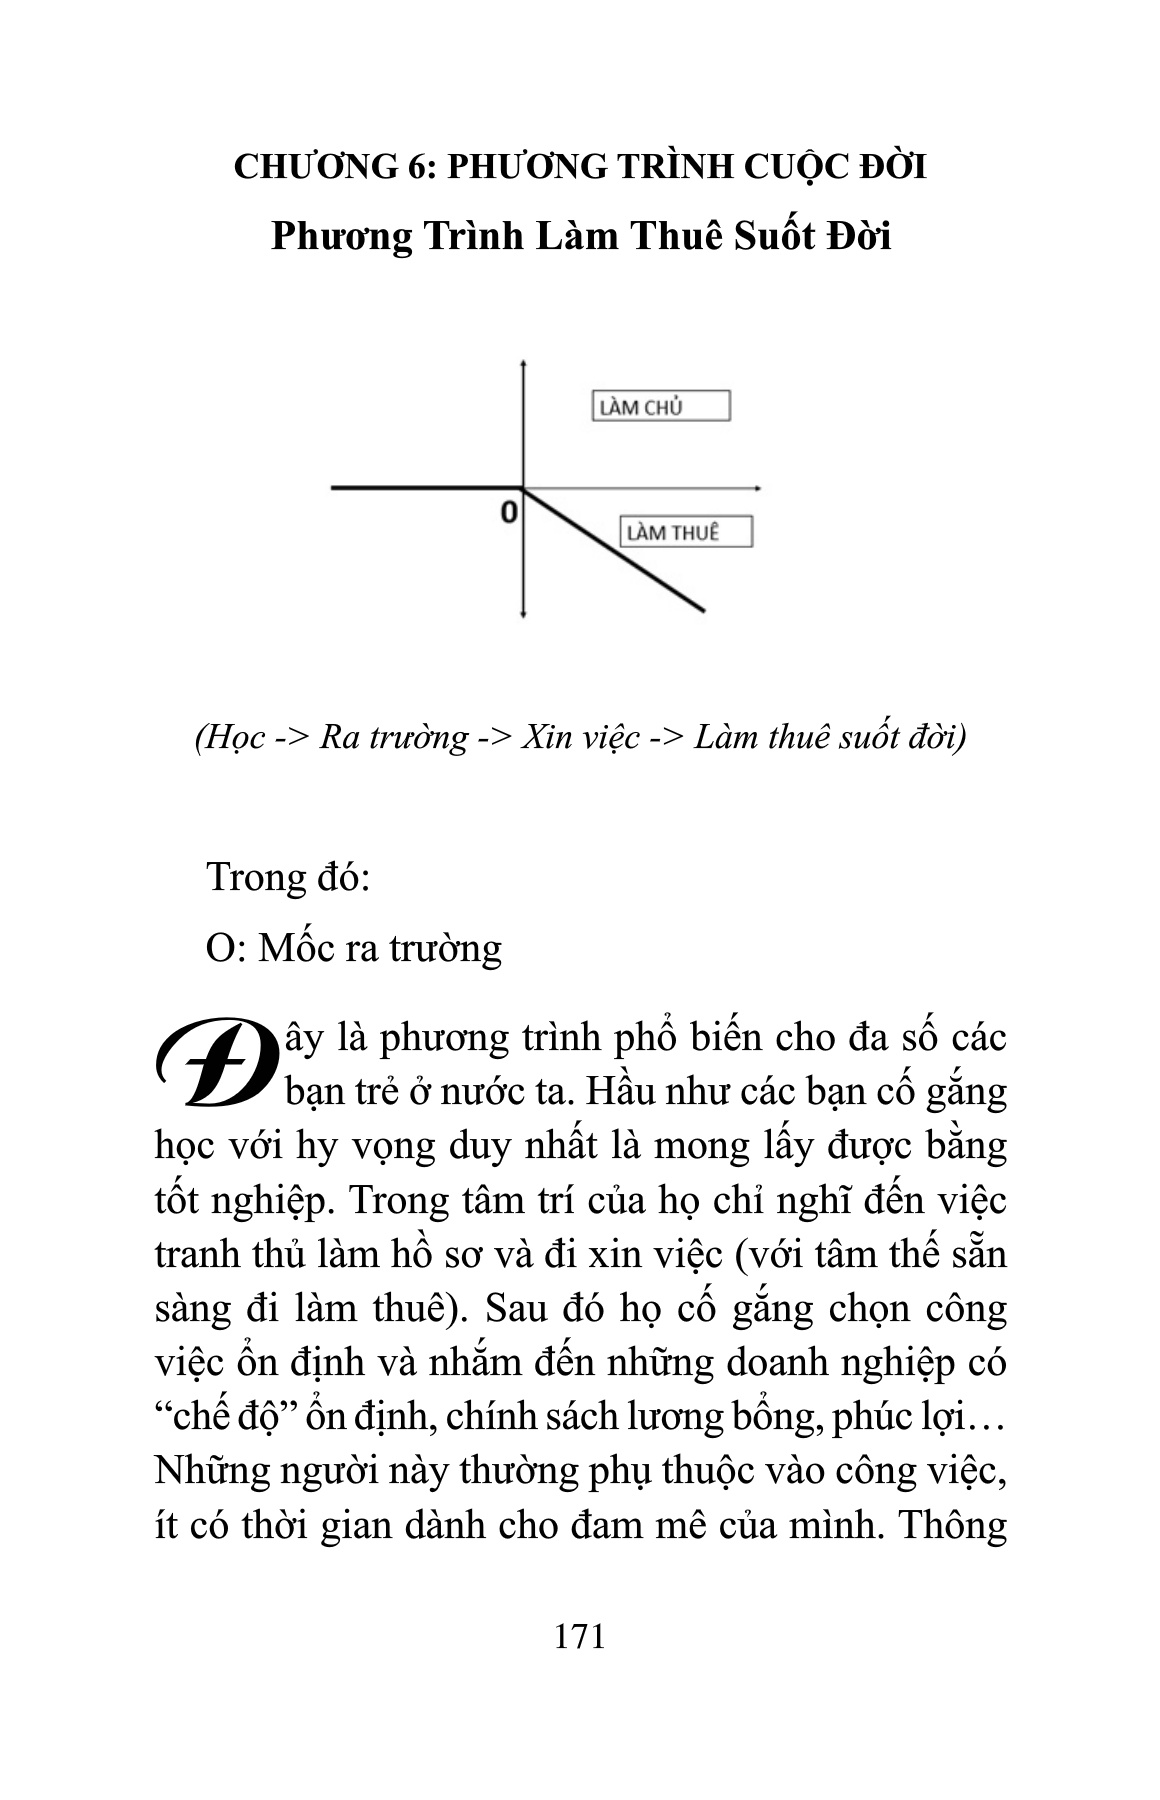 CHƯƠNG 6: PHƯƠNG TRÌNH CUỘC ĐỜI
Phương Trình Làm Thuê Suốt Đời
LÀM CHỦ
0
LÀM THUÊ
(Học -> Ra trường -> Xin việc -> Làm thuê suốt đời)
Trong đó:
O: Mốc ra trường
Đây là phương trình phổ biến cho đa số các
bạn trẻ ở nước ta. Hầu như các bạn cố gắng
học với hy vọng duy nhất là mong lấy được bằng
tốt nghiệp. Trong tâm trí của họ chỉ nghĩ đến việc
tranh thủ làm hồ sơ và đi xin việc (với tâm thế sẵn
sàng đi làm thuê). Sau đó họ cố gắng chọn công
việc ổn định và nhắm đến những doanh nghiệp có
“chế độ” ổn định, chính sách lương bổng, phúc lợi…
Những người này thường phụ thuộc vào công việc,
ít có thời gian dành cho đam mê của mình. Thông
171